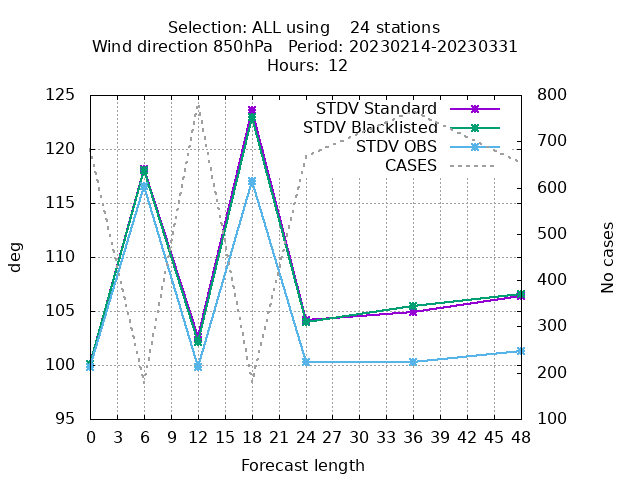 Selection: ALL using    24 stations
Wind direction 850hPa   Period: 20230214-20230331
Hours: 12
STDV Standard
STDV Blacklisted
STDV OBS
CASES
deg
125
120
115
110
105
100
95
No cases
800
700
600
500
400
300
200
100
0 3 6 9 12 15 18 21 24 27 30 33 36 39 42 45 48
Forecast length